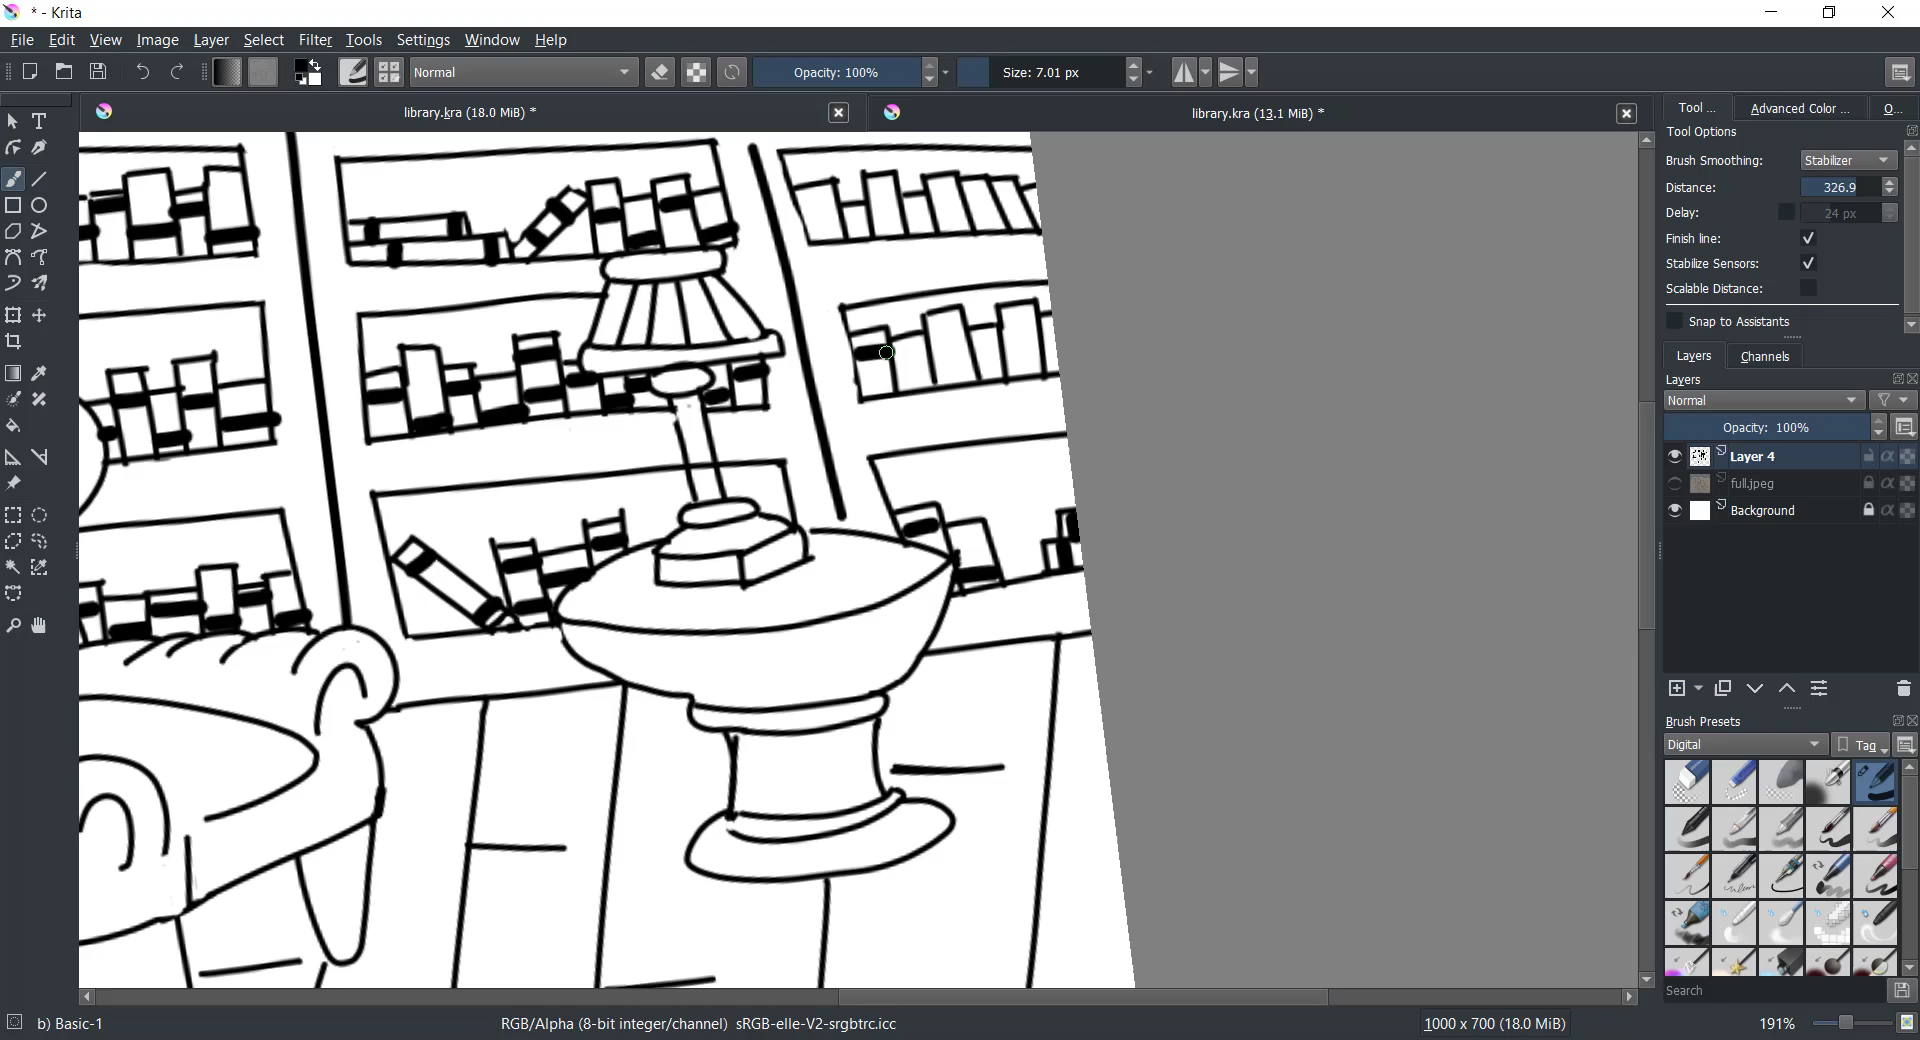 * - Krita
File Edit View Image Layer Select Filter Tools Settings Window Help
Normal Opacity: 100% Size: 7.01 px
library.kra (18.0 MiB) * library.kra (13.1 MiB) *
Tool ... Advanced Color ... O...
Tool Options
Brush Smoothing: Stabilizer
Distance: 326.9
Delay: 24 px
Finish line:
Stabilize Sensors:
Scalable Distance:
Snap to Assistants
Layers Channels
Layers
Normal
Opacity: 100%
Layer 4
full.jpeg
Background
Brush Presets
Digital Tag
Search
b) Basic-1 RGB/Alpha (8-bit integer/channel) sRGB-elle-V2-srgbtrc.icc 1000 x 700 (18.0 MiB) 191%